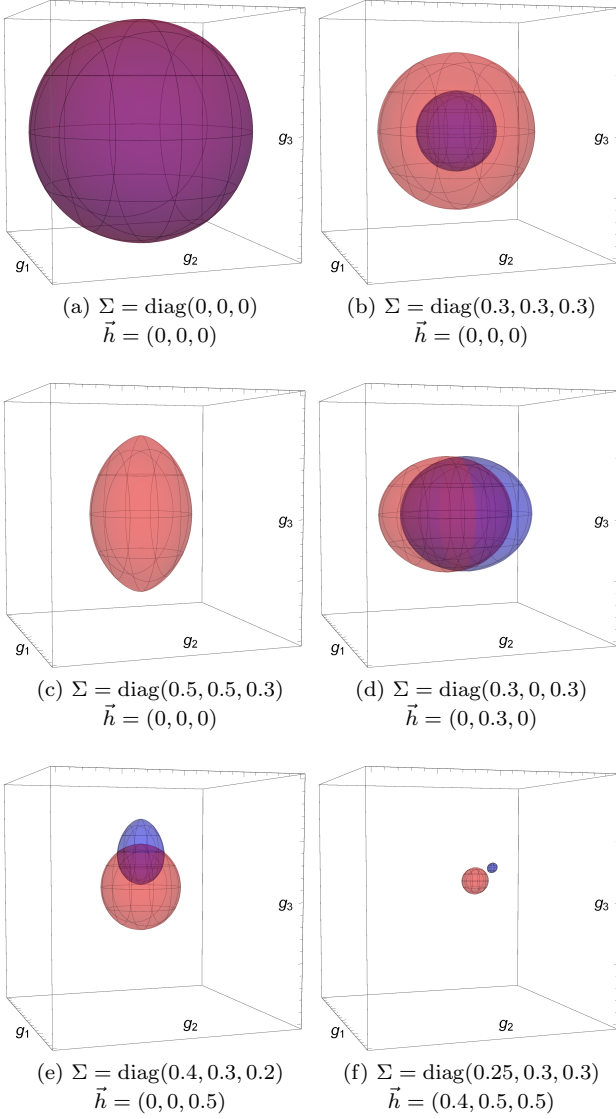 g₃
g₁
g₂
g₃
g₁
g₂
(a) Σ = diag(0, 0, 0)
h⃗ = (0, 0, 0)
(b) Σ = diag(0.3, 0.3, 0.3)
h⃗ = (0, 0, 0)
g₃
g₁
g₂
g₃
g₁
g₂
(c) Σ = diag(0.5, 0.5, 0.3)
h⃗ = (0, 0, 0)
(d) Σ = diag(0.3, 0, 0.3)
h⃗ = (0, 0.3, 0)
g₃
g₁
g₂
g₃
g₁
g₂
(e) Σ = diag(0.4, 0.3, 0.2)
h⃗ = (0, 0, 0.5)
(f) Σ = diag(0.25, 0.3, 0.3)
h⃗ = (0.4, 0.5, 0.5)